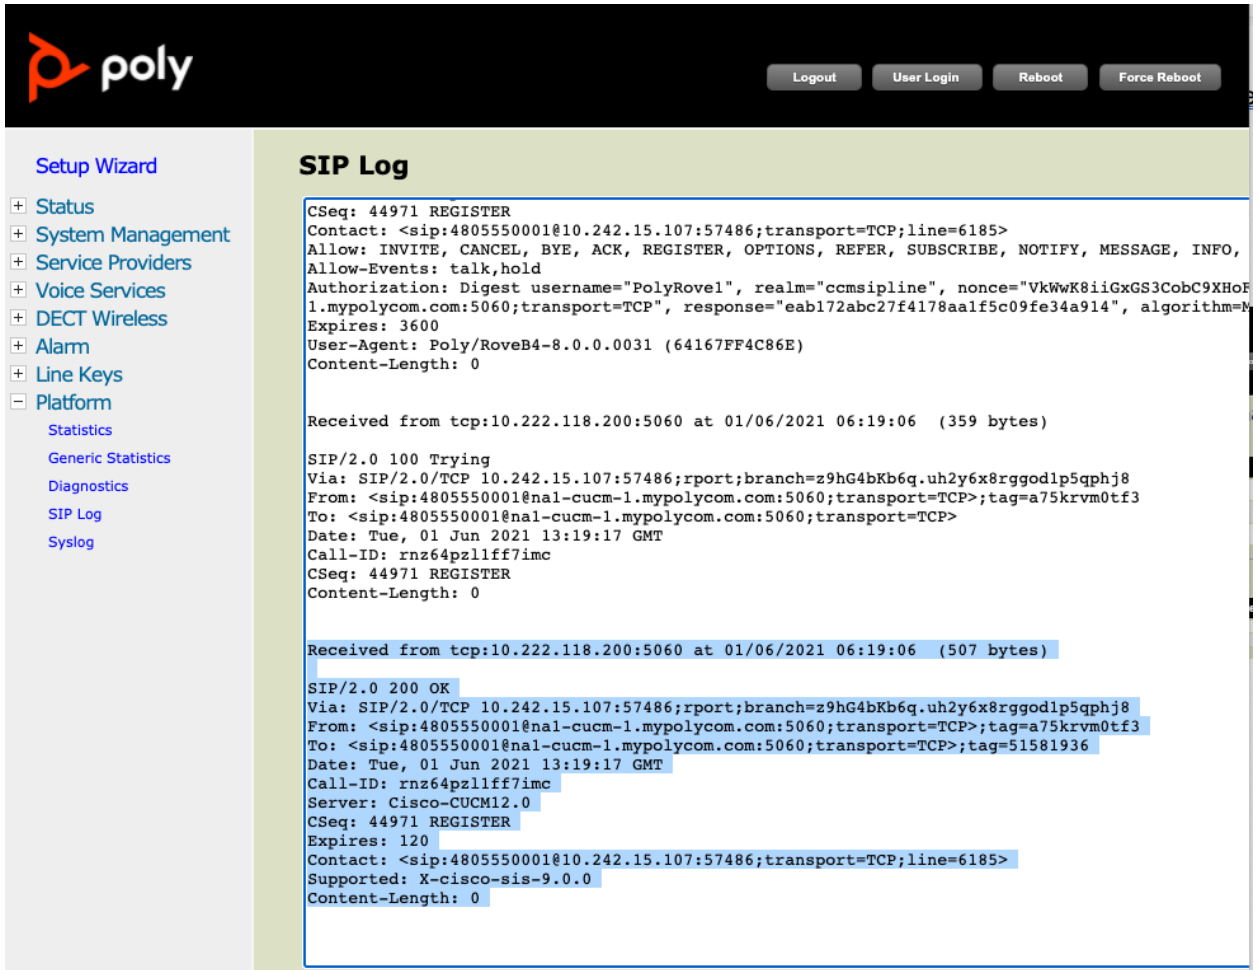 poly
Logout
User Login
Reboot
Force Reboot
Setup Wizard
Status
System Management
Service Providers
Voice Services
DECT Wireless
Alarm
Line Keys
Platform
Statistics
Generic Statistics
Diagnostics
SIP Log
Syslog
SIP Log
CSeq: 44971 REGISTER
Contact: <sip:4805550001@10.242.15.107:57486;transport=TCP;line=6185>
Allow: INVITE, CANCEL, BYE, ACK, REGISTER, OPTIONS, REFER, SUBSCRIBE, NOTIFY, MESSAGE, INFO,
Allow-Events: talk,hold
Authorization: Digest username="PolyRove1", realm="ccmsipline", nonce="VkWwK8iiGxGS3CobC9XHoF
1.mypolycom.com:5060;transport=TCP", response="eab172abc27f4178aa1f5c09fe34a914", algorithm=M
Expires: 3600
User-Agent: Poly/RoveB4-8.0.0.0031 (64167FF4C86E)
Content-Length: 0
Received from tcp:10.222.118.200:5060 at 01/06/2021 06:19:06  (359 bytes)
SIP/2.0 100 Trying
Via: SIP/2.0/TCP 10.242.15.107:57486;rport;branch=z9hG4bKb6q.uh2y6x8rggod1p5qphj8
From: <sip:4805550001@na1-cucm-1.mypolycom.com:5060;transport=TCP>;tag=a75krvm0tf3
To: <sip:4805550001@na1-cucm-1.mypolycom.com:5060;transport=TCP>
Date: Tue, 01 Jun 2021 13:19:17 GMT
Call-ID: rnz64pzl1ff7imc
CSeq: 44971 REGISTER
Content-Length: 0
Received from tcp:10.222.118.200:5060 at 01/06/2021 06:19:06  (507 bytes)
SIP/2.0 200 OK
Via: SIP/2.0/TCP 10.242.15.107:57486;rport;branch=z9hG4bKb6q.uh2y6x8rggod1p5qphj8
From: <sip:4805550001@na1-cucm-1.mypolycom.com:5060;transport=TCP>;tag=a75krvm0tf3
To: <sip:4805550001@na1-cucm-1.mypolycom.com:5060;transport=TCP>;tag=51581936
Date: Tue, 01 Jun 2021 13:19:17 GMT
Call-ID: rnz64pzl1ff7imc
Server: Cisco-CUCM12.0
CSeq: 44971 REGISTER
Expires: 120
Contact: <sip:4805550001@10.242.15.107:57486;transport=TCP;line=6185>
Supported: X-cisco-sis-9.0.0
Content-Length: 0